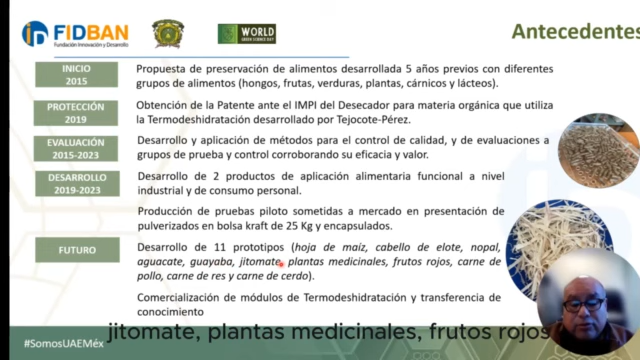 FIDBAN
Fundación Innovación y Desarrollo
WORLD
GREEN SCIENCE DAY
Antecedentes
INICIO
2015
Propuesta de preservación de alimentos desarrollada 5 años previos con diferentes
grupos de alimentos (hongos, frutas, verduras, plantas, cárnicos y lácteos).
PROTECCIÓN
2019
Obtención de la Patente ante el IMPI del Desecador para materia orgánica que utiliza
la Termodeshidratación desarrollado por Tejocote-Pérez.
EVALUACIÓN
2015-2023
Desarrollo y aplicación de métodos para el control de calidad, y de evaluaciones a
grupos de prueba y control corroborando su eficacia y valor.
DESARROLLO
2019-2023
Desarrollo de 2 productos de aplicación alimentaria funcional a nivel
industrial y de consumo personal.
Producción de pruebas piloto sometidas a mercado en presentación de
pulverizados en bolsa kraft de 25 Kg y encapsulados.
FUTURO
Desarrollo de 11 prototipos (hoja de maíz, cabello de elote, nopal,
aguacate, guayaba, jitomate, plantas medicinales, frutos rojos, carne de
pollo, carne de res y carne de cerdo).
Comercialización de módulos de Termodeshidratación y transferencia de
conocimiento
jitomate, plantas medicinales, frutos rojos
#SomosUAEMéx